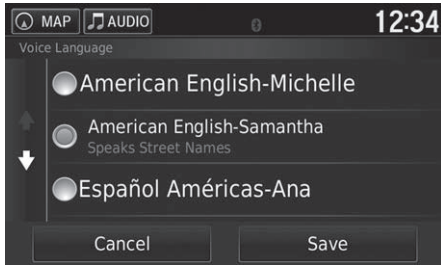 MAP AUDIO 12:34
Voice Language
American English-Michelle
American English-Samantha
Speaks Street Names
Español Américas-Ana
Cancel Save